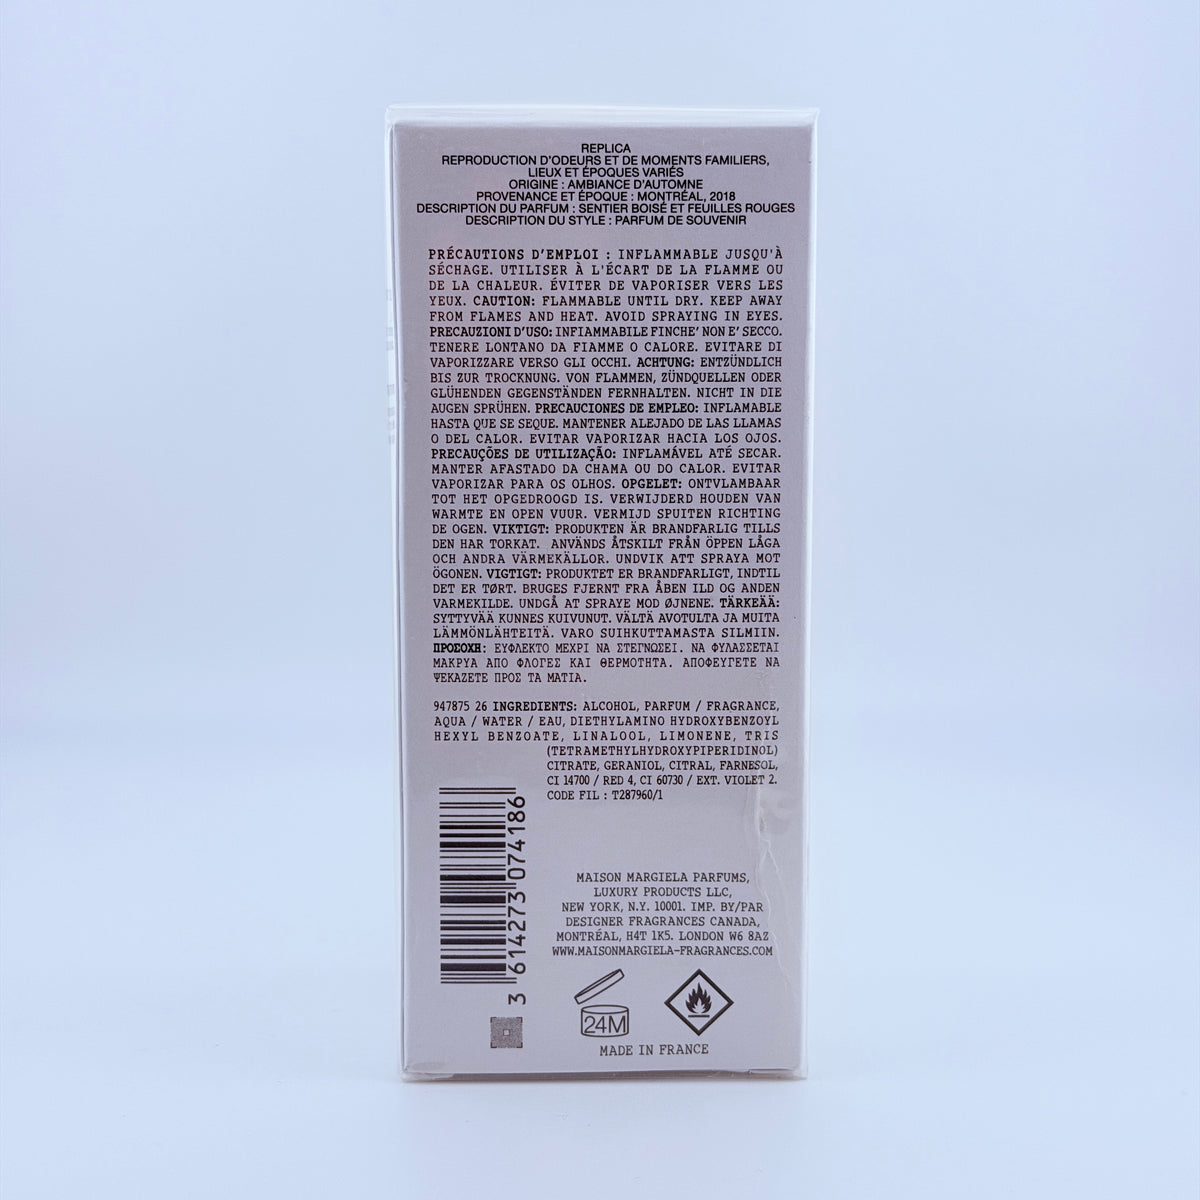 REPLICA
REPRODUCTION D'ODEURS ET DE MOMENTS FAMILIERS,
LIEUX ET ÉPOQUES VARIÉS
ORIGINE : AMBIANCE D'AUTOMNE
PROVENANCE ET ÉPOQUE : MONTRÉAL, 2018
DESCRIPTION DU PARFUM : SENTIER BOISÉ ET FEUILLES ROUGES
DESCRIPTION DU STYLE : PARFUM DE SOUVENIR
PRÉCAUTIONS D'EMPLOI : INFLAMMABLE JUSQU'À
SÉCHAGE. UTILISER À L'ÉCART DE LA FLAMME OU
DE LA CHALEUR. ÉVITER DE VAPORISER VERS LES
YEUX. CAUTION: FLAMMABLE UNTIL DRY. KEEP AWAY
FROM FLAMES AND HEAT. AVOID SPRAYING IN EYES.
PRECAUZIONI D'USO: INFIAMMABILE FINCHE' NON E' SECCO.
TENERE LONTANO DA FIAMME O CALORE. EVITARE DI
VAPORIZZARE VERSO GLI OCCHI. ACHTUNG: ENTZÜNDLICH
BIS ZUR TROCKNUNG. VON FLAMMEN, ZÜNDQUELLEN ODER
GLÜHENDEN GEGENSTÄNDEN FERNHALTEN. NICHT IN DIE
AUGEN SPRÜHEN. PRECAUCIONES DE EMPLEO: INFLAMABLE
HASTA QUE SE SEQUE. MANTENER ALEJADO DE LAS LLAMAS
O DEL CALOR. EVITAR VAPORIZAR HACIA LOS OJOS.
PRECAUÇÕES DE UTILIZAÇÃO: INFLAMÁVEL ATÉ SECAR.
MANTER AFASTADO DA CHAMA OU DO CALOR. EVITAR
VAPORIZAR PARA OS OLHOS. OPGELET: ONTVLAMBAAR
TOT HET OPGEDROOGD IS. VERWIJDERD HOUDEN VAN
WARMTE EN OPEN VUUR. VERMIJD SPUITEN RICHTING
DE OGEN. VIKTIGT: PRODUKTEN ÄR BRANDFARLIG TILLS
DEN HAR TORKAT. ANVÄNDS ÅTSKILT FRÅN ÖPPEN LÅGA
OCH ANDRA VÄRMEKÄLLOR. UNDVIK ATT SPRAYA MOT
ÖGONEN. VIGTIGT: PRODUKTET ER BRANDFARLIGT, INDTIL
DET ER TØRT. BRUGES FJERNT FRA ÅBEN ILD OG ANDEN
VARMEKILDE. UNDGÅ AT SPRAYE MOD ØJNENE. TÄRKEÄÄ:
SYTTYVÄÄ KUNNES KUIVUNUT. VÄLTÄ AVOTULTA JA MUITA
LÄMMÖNLÄHTEITÄ. VARO SUIHKUTTAMASTA SILMIIN.
ΠΡΟΣΟΧΗ: ΕΥΦΛΕΚΤΟ ΜΕΧΡΙ ΝΑ ΣΤΕΓΝΩΣΕΙ. ΝΑ ΦΥΛΑΣΣΕΤΑΙ
ΜΑΚΡΥΑ ΑΠΟ ΦΛΟΓΕΣ ΚΑΙ ΘΕΡΜΟΤΗΤΑ. ΑΠΟΦΕΥΓΕΤΕ ΝΑ
ΨΕΚΑΖΕΤΕ ΠΡΟΣ ΤΑ ΜΑΤΙΑ.
947875 26 INGREDIENTS: ALCOHOL, PARFUM / FRAGRANCE,
AQUA / WATER / EAU, DIETHYLAMINO HYDROXYBENZOYL
HEXYL BENZOATE, LINALOOL, LIMONENE, TRIS
(TETRAMETHYLHYDROXYPIPERIDINOL)
CITRATE, GERANIOL, CITRAL, FARNESOL,
CI 14700 / RED 4, CI 60730 / EXT. VIOLET 2.
CODE FIL : T287960/1
3 614273 074186
MAISON MARGIELA PARFUMS,
LUXURY PRODUCTS LLC,
NEW YORK, N.Y. 10001. IMP. BY/PAR
DESIGNER FRAGRANCES CANADA,
MONTRÉAL, H4T 1K5. LONDON W6 8AZ
WWW.MAISONMARGIELA-FRAGRANCES.COM
24M
MADE IN FRANCE